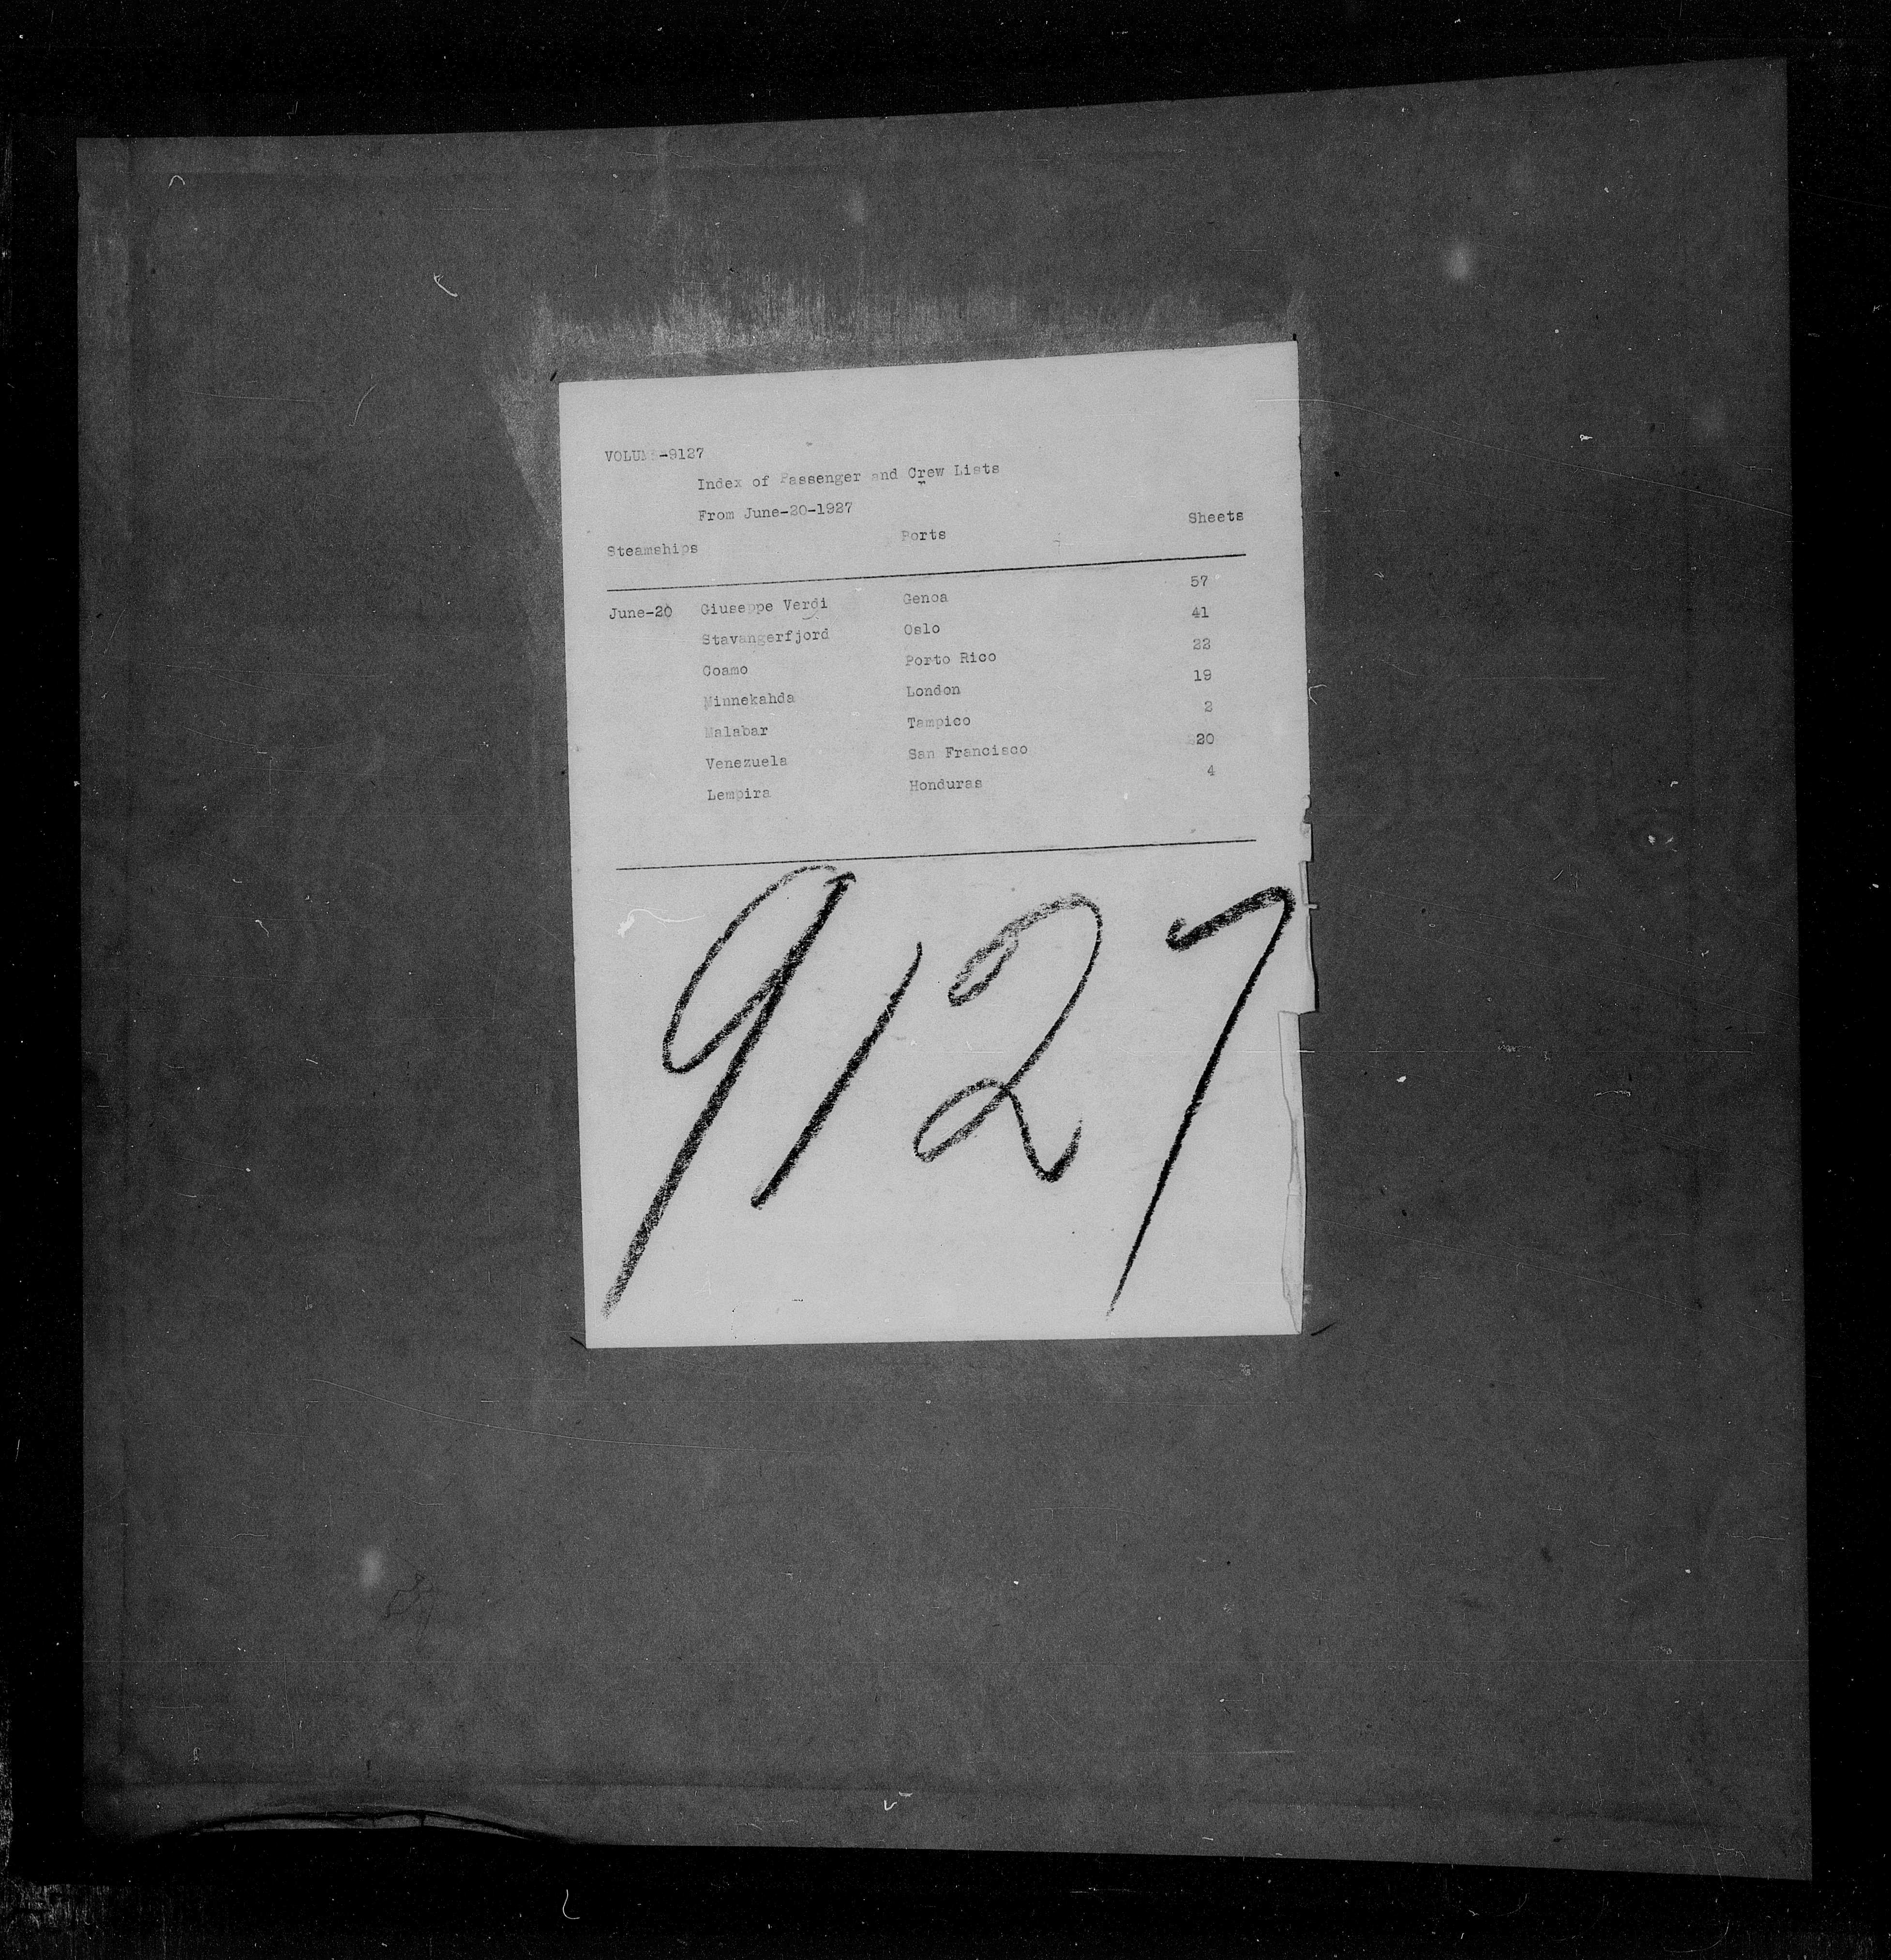 VOLUME-9127
Index of Passenger and Crew Lists
From June-20-1927
Steamships Ports Sheets
June-20 Giuseppe Verdi Genoa 57
Stavangerfjord Oslo 41
Coamo Porto Rico 22
Minnekahda London 19
Malabar Tampico 2
Venezuela San Francisco 20
Lempira Honduras 4
9127